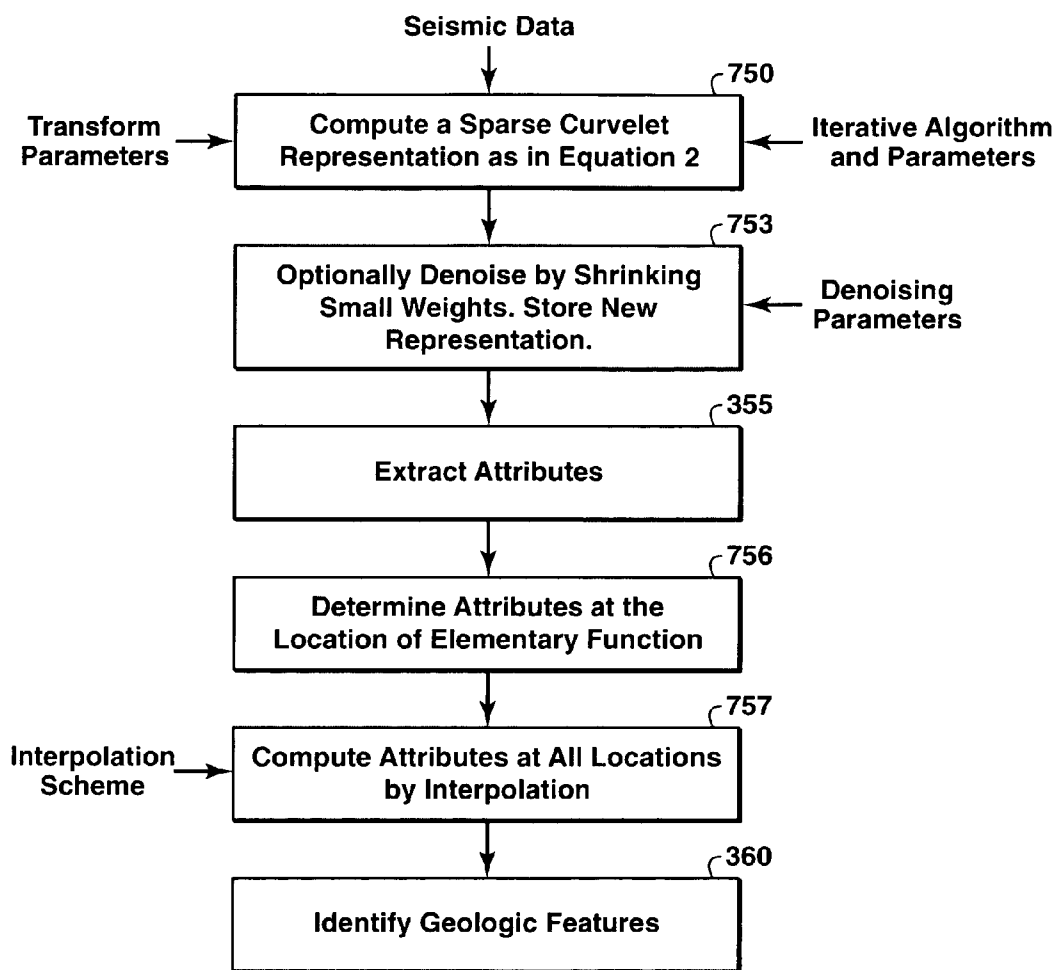 Seismic Data
750
Transform
Parameters
Compute a Sparse Curvelet
Representation as in Equation 2
Iterative Algorithm
and Parameters
753
Optionally Denoise by Shrinking
Small Weights. Store New
Representation.
Denoising
Parameters
355
Extract Attributes
756
Determine Attributes at the
Location of Elementary Function
757
Interpolation
Scheme
Compute Attributes at All Locations
by Interpolation
360
Identify Geologic Features